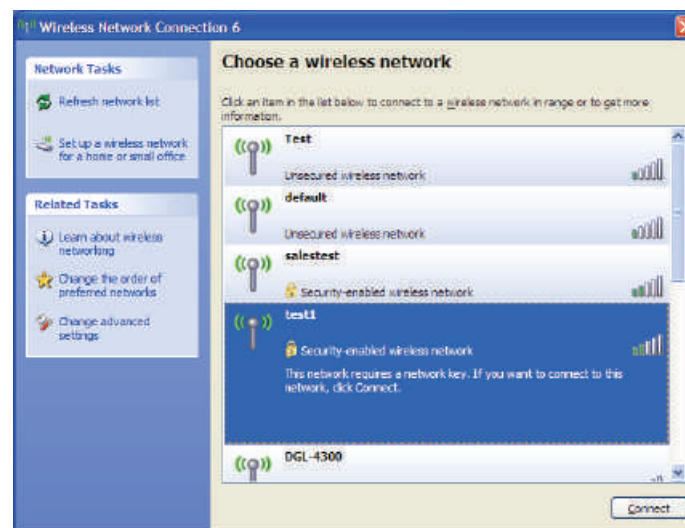 Wireless Network Connection 6
Network Tasks
Refresh network list
Set up a wireless network
for a home or small office
Related Tasks
Learn about wireless
networking
Change the order of
preferred networks
Change advanced
settings
Choose a wireless network
Click an item in the list below to connect to a wireless network in range or to get more
information.
Test
Unsecured wireless network
default
Unsecured wireless network
salestest
Security-enabled wireless network
test1
Security-enabled wireless network
This network requires a network key. If you want to connect to this
network, click Connect.
DGL-4300
Connect